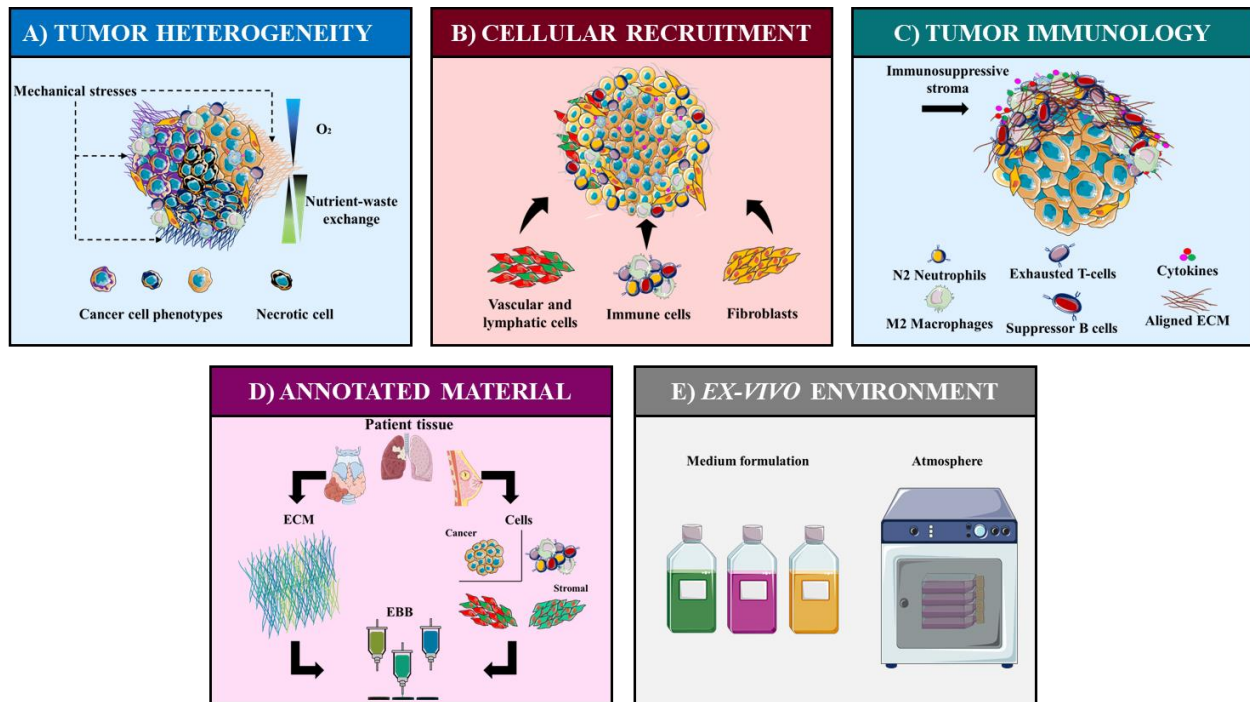 A) TUMOR HETEROGENEITY
Mechanical stresses
O2
Nutrient-waste
exchange
Cancer cell phenotypes
Necrotic cell
B) CELLULAR RECRUITMENT
Vascular and
lymphatic cells
Immune cells
Fibroblasts
C) TUMOR IMMUNOLOGY
Immunosuppressive
stroma
N2 Neutrophils
Exhausted T-cells
Cytokines
M2 Macrophages
Suppressor B cells
Aligned ECM
D) ANNOTATED MATERIAL
Patient tissue
ECM
Cells
Cancer
Stromal
EBB
E) EX-VIVO ENVIRONMENT
Medium formulation
Atmosphere